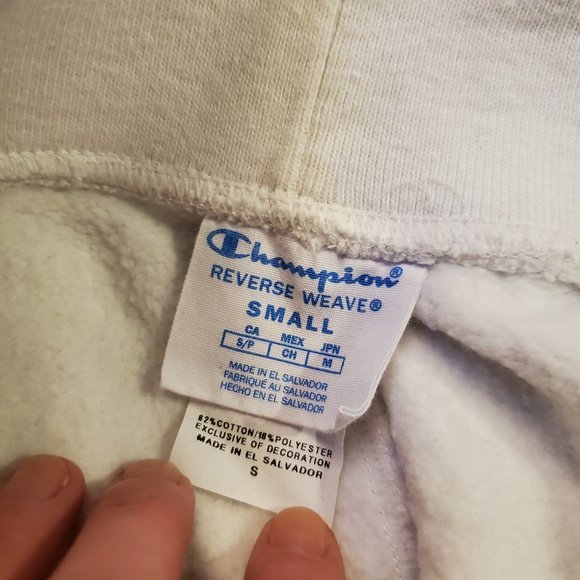 Champion®
REVERSE WEAVE®
SMALL
CA MEX JPN
S/P CH M
MADE IN EL SALVADOR
FABRIQUÉ AU SALVADOR
HECHO EN EL SALVADOR
82%COTTON/18%POLYESTER
EXCLUSIVE OF DECORATION
MADE IN EL SALVADOR
S